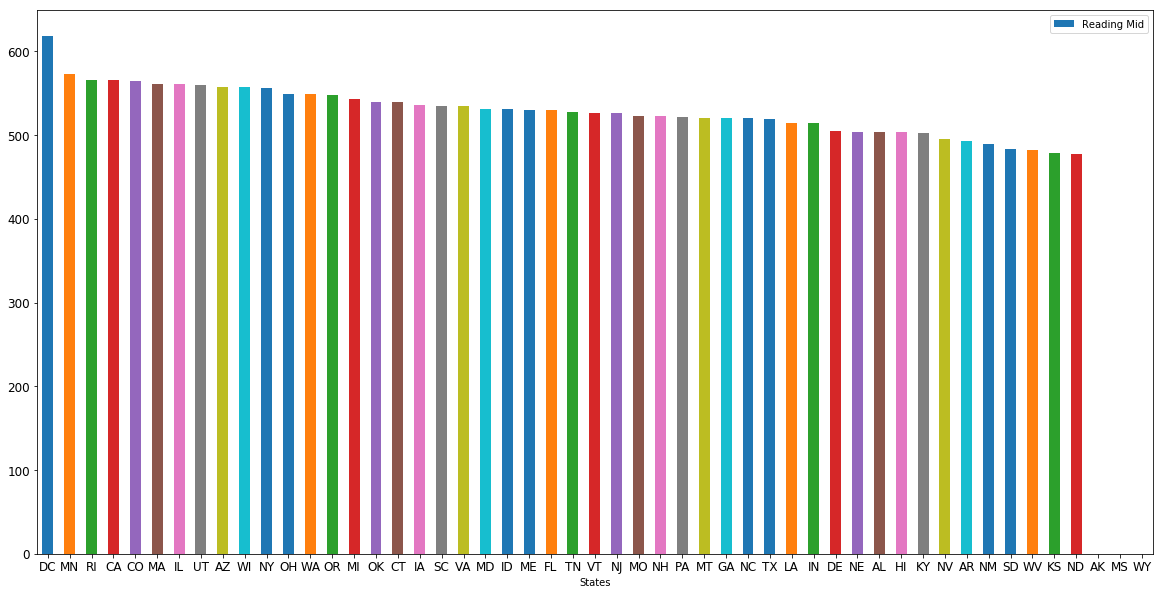 Reading Mid
600
500
400
300
200
100
0
DC MN RI CA CO MA IL UT AZ WI NY OH WA OR MI OK CT IA SC VA MD ID ME FL TN VT NJ MO NH PA MT GA NC TX LA IN DE NE AL HI KY NV AR NM SD WV KS ND AK MS WY
States